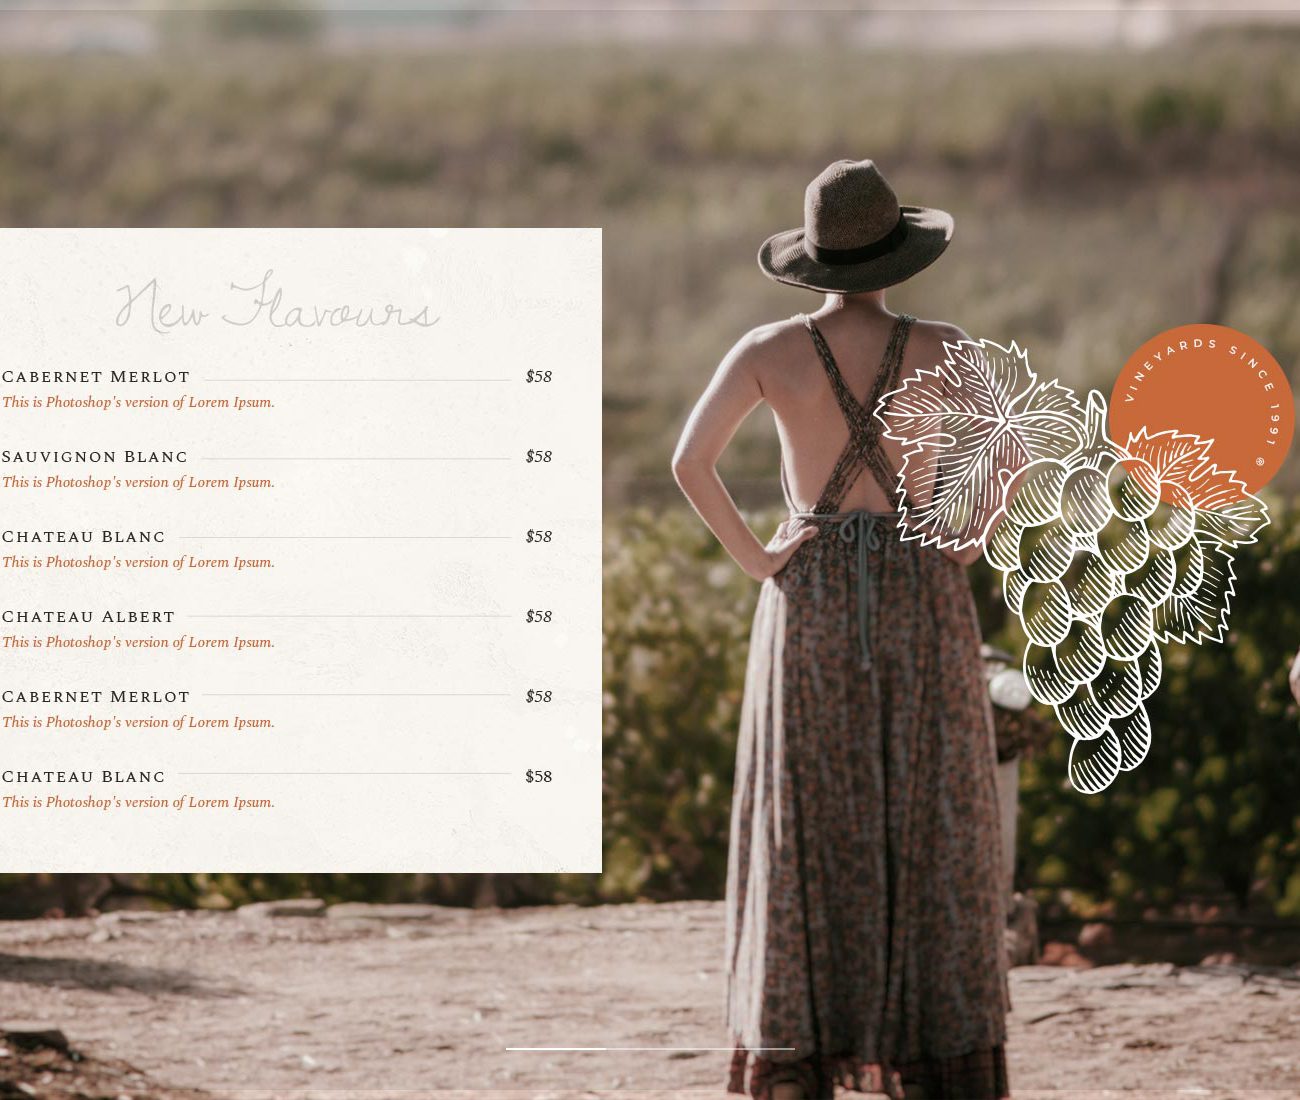 New Flavours
Cabernet Merlot $58
This is Photoshop's version of Lorem Ipsum.
Sauvignon Blanc $58
This is Photoshop's version of Lorem Ipsum.
Chateau Blanc $58
This is Photoshop's version of Lorem Ipsum.
Chateau Albert $58
This is Photoshop's version of Lorem Ipsum.
Cabernet Merlot $58
This is Photoshop's version of Lorem Ipsum.
Chateau Blanc $58
This is Photoshop's version of Lorem Ipsum.
VINEYARDS SINCE 1991